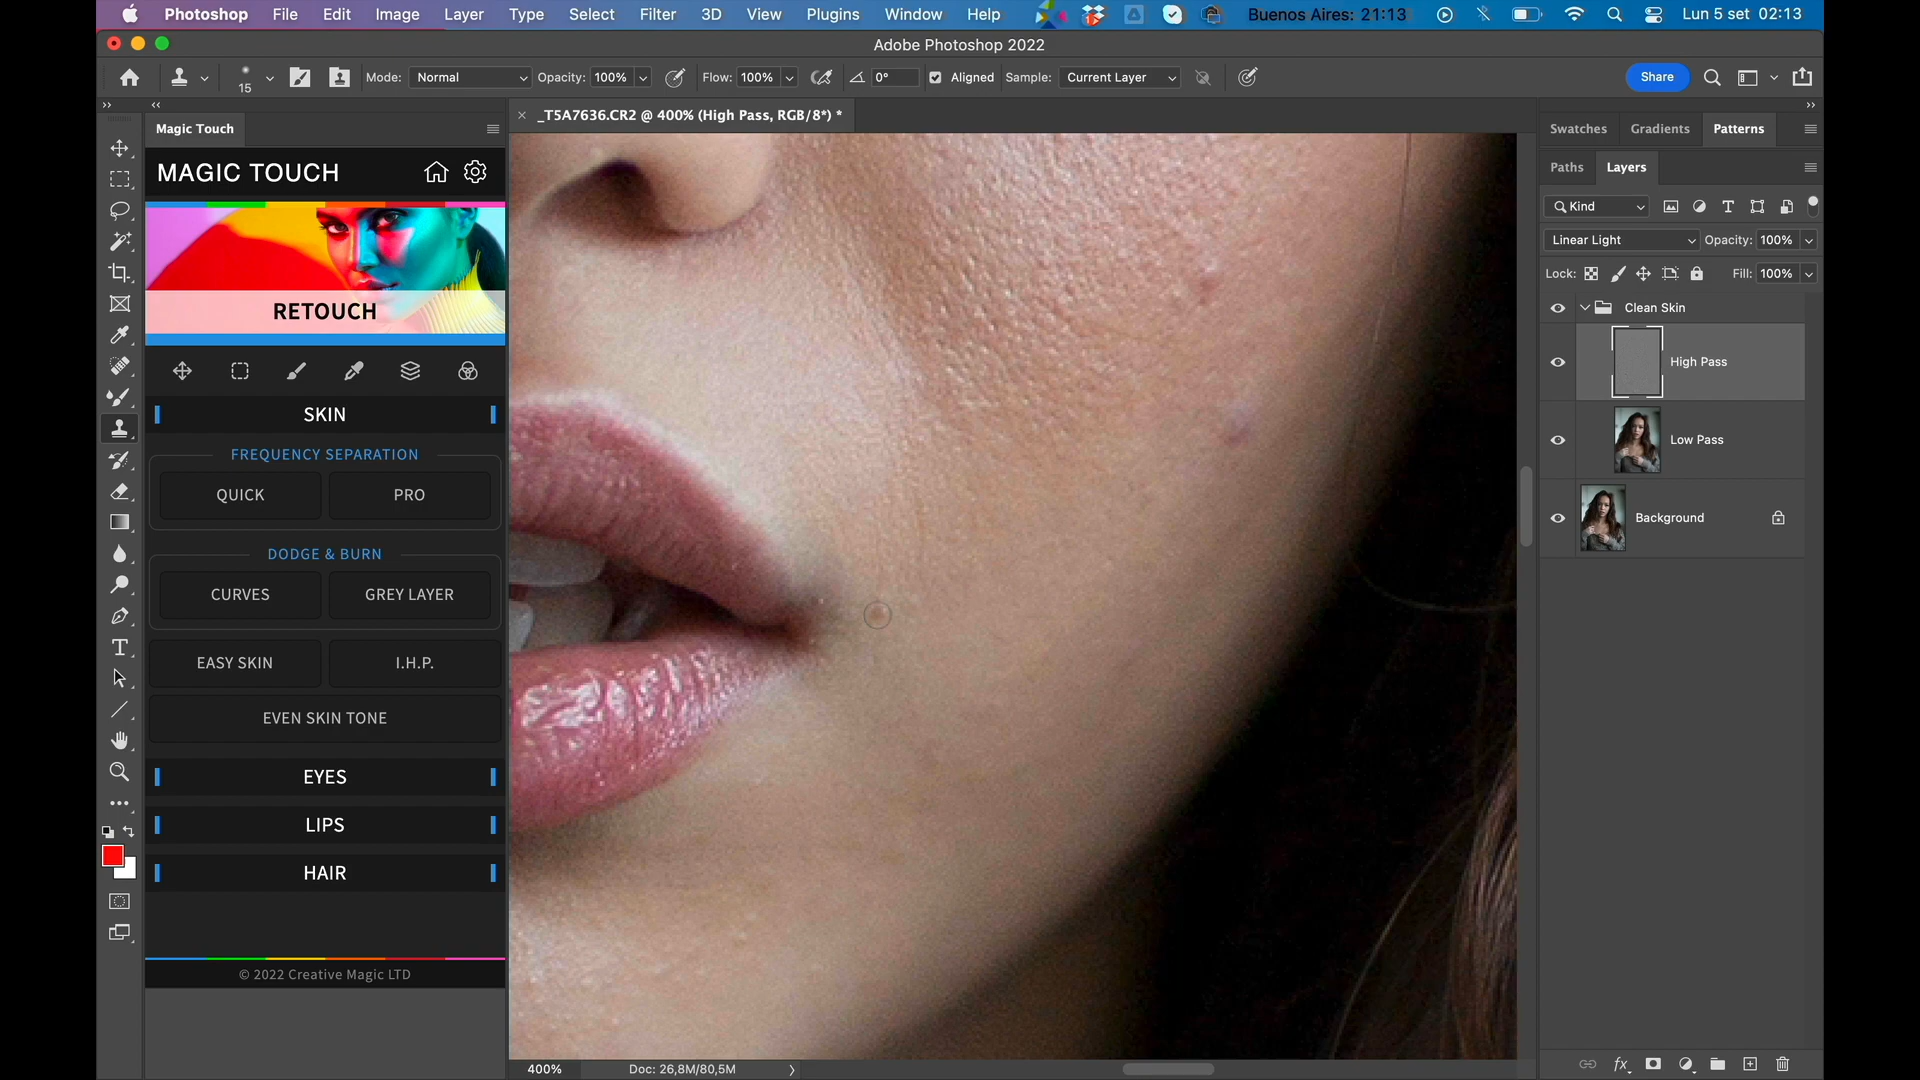 Photoshop File Edit Image Layer Type Select Filter 3D View Plugins Window Help Buenos Aires: 21:13 Lun 5 set 02:13
Adobe Photoshop 2022
15 Mode: Normal Opacity: 100% Flow: 100% 0° Aligned Sample: Current Layer Share
Magic Touch
_T5A7636.CR2 @ 400% (High Pass, RGB/8*) *
Swatches Gradients Patterns
MAGIC TOUCH
Paths Layers
Kind
Linear Light Opacity: 100%
Lock: Fill: 100%
RETOUCH
Clean Skin
High Pass
Low Pass
Background
SKIN
FREQUENCY SEPARATION
QUICK PRO
DODGE & BURN
CURVES GREY LAYER
EASY SKIN I.H.P.
EVEN SKIN TONE
EYES
LIPS
HAIR
© 2022 Creative Magic LTD
400% Doc: 26,8M/80,5M